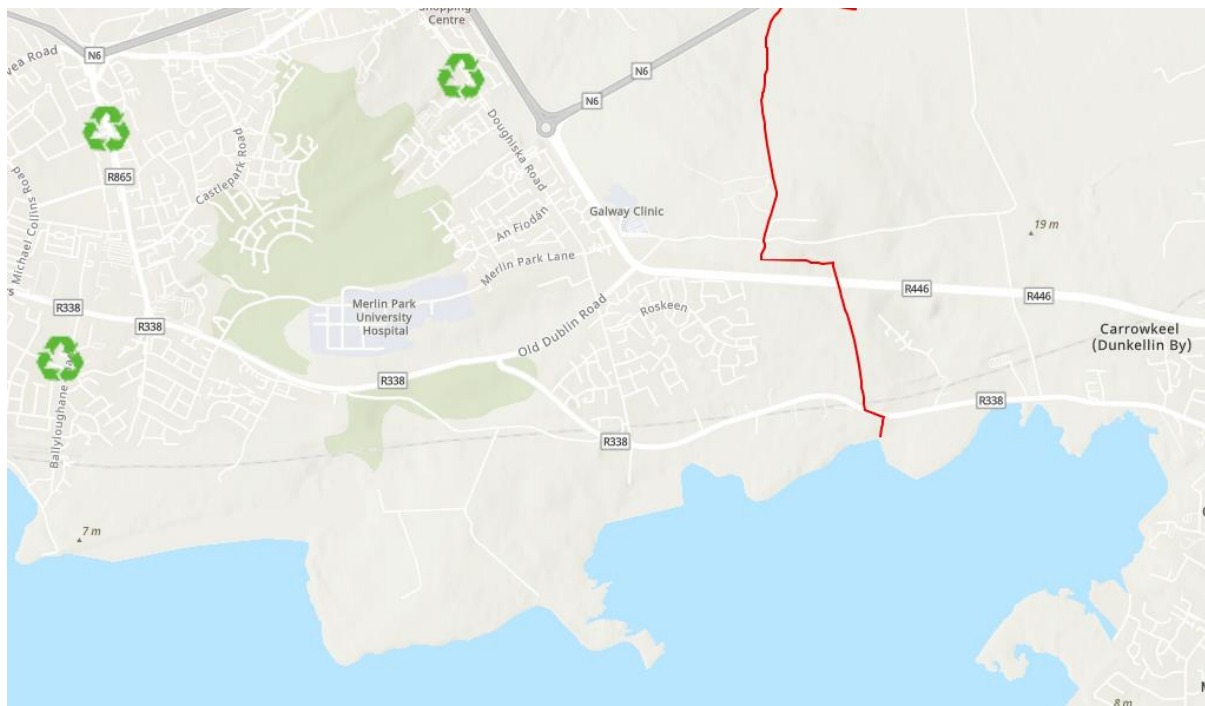 Shopping
Centre
N6
vea Road
N6
N6
R865
Castlepark Road
Doughiska Road
Michael Collins Road
Road
Galway Clinic
An Fiodán
Merlin Park Lane
19 m
R338
R338
Merlin Park
University
Hospital
Old Dublin Road
Roskeen
R446
R446
Carrowkeel
(Dunkellin By)
R338
R338
R338
Ballyloughane
7 m
8 m